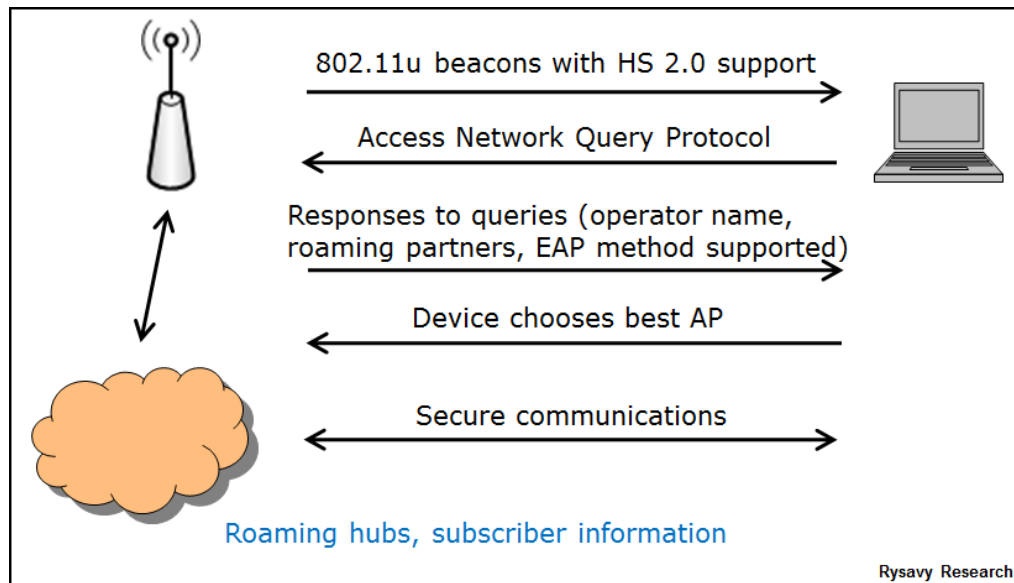 802.11u beacons with HS 2.0 support
Access Network Query Protocol
Responses to queries (operator name,
roaming partners, EAP method supported)
Device chooses best AP
Secure communications
Roaming hubs, subscriber information
Rysavy Research